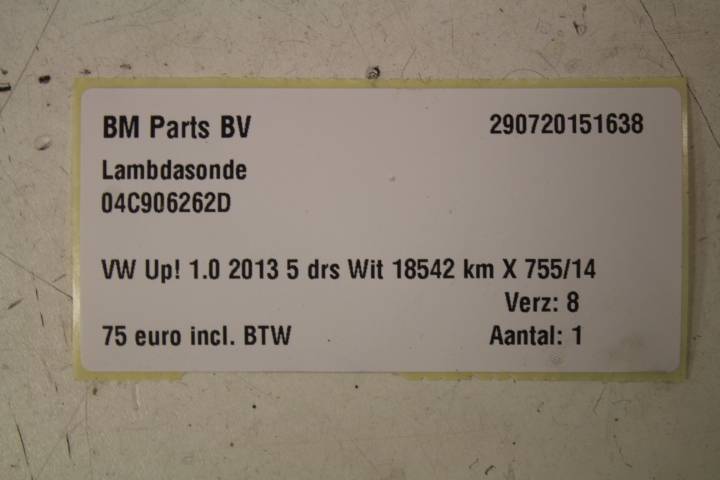 BM Parts BV 290720151638
Lambdasonde
04C906262D
VW Up! 1.0 2013 5 drs Wit 18542 km X 755/14
Verz: 8
75 euro incl. BTW Aantal: 1